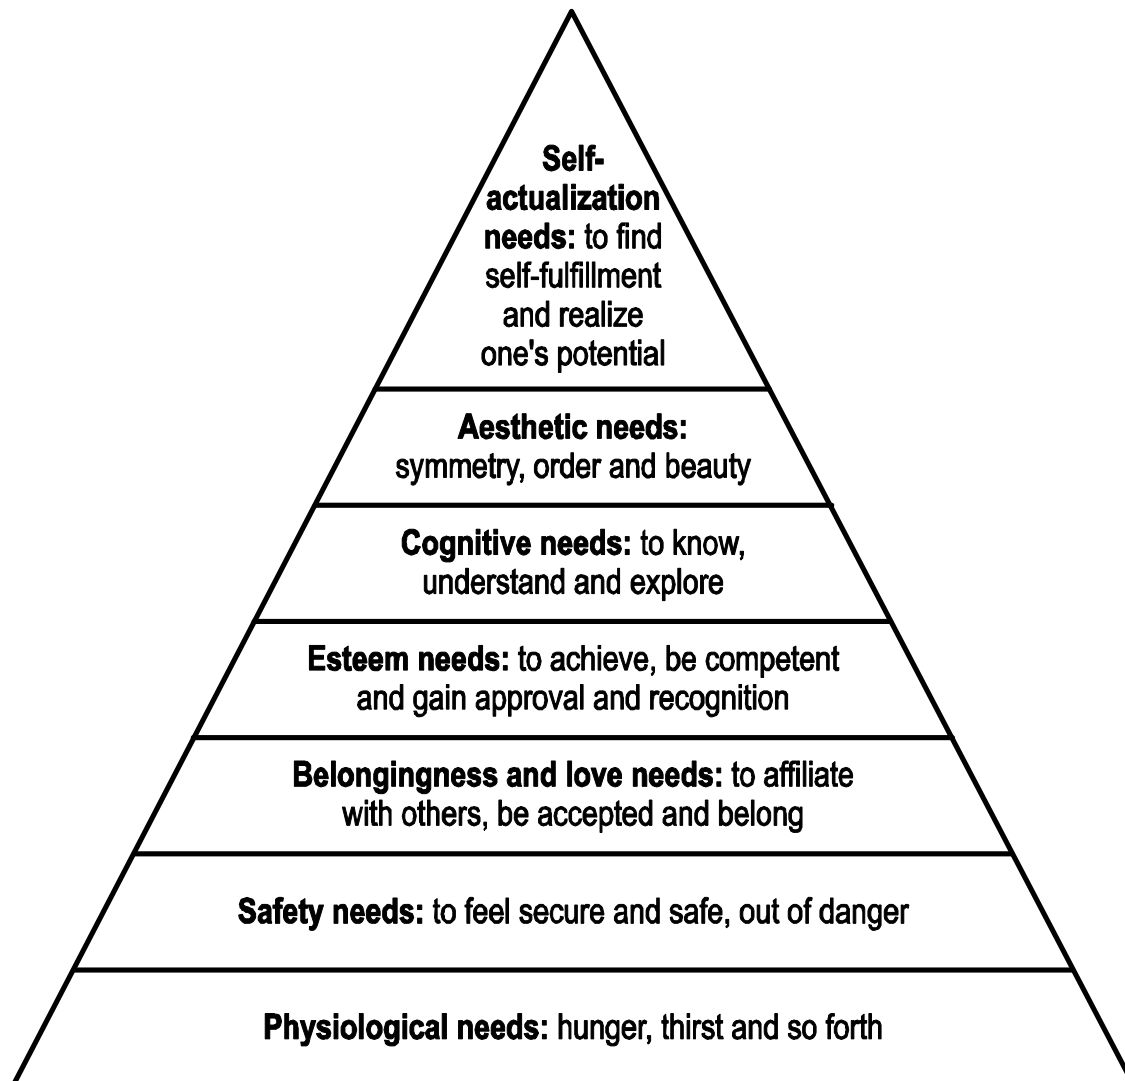 Self-
actualization
needs: to find
self-fulfillment
and realize
one's potential
Aesthetic needs:
symmetry, order and beauty
Cognitive needs: to know,
understand and explore
Esteem needs: to achieve, be competent
and gain approval and recognition
Belongingness and love needs: to affiliate
with others, be accepted and belong
Safety needs: to feel secure and safe, out of danger
Physiological needs: hunger, thirst and so forth